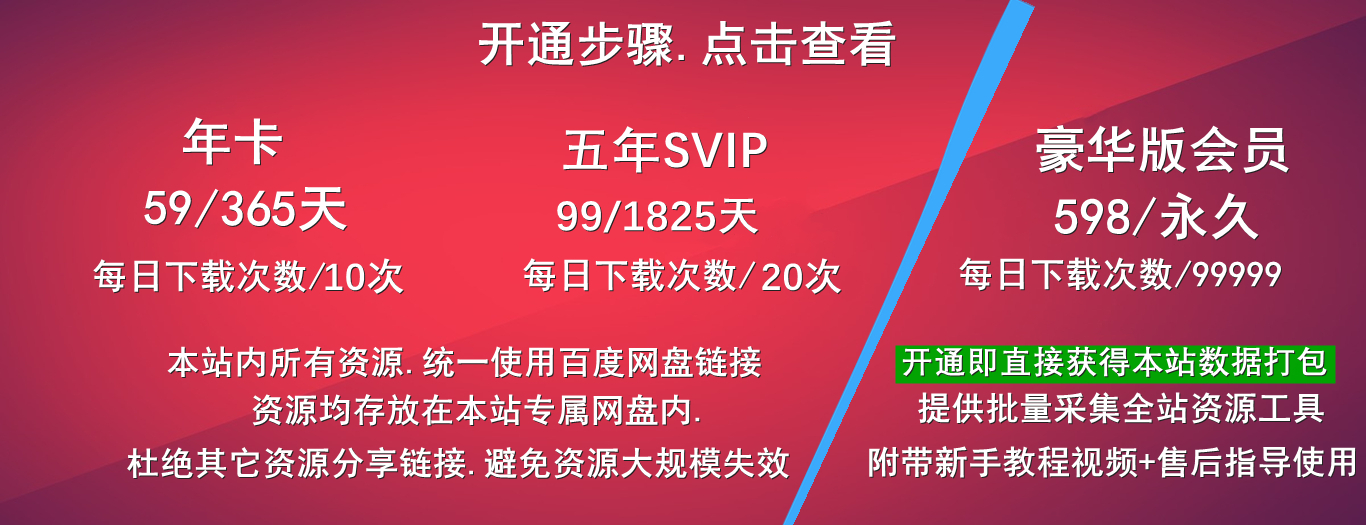 开通步骤. 点击查看
年卡
59/365天
每日下载次数/10次
五年SVIP
99/1825天
每日下载次数/ 20次
豪华版会员
598/永久
每日下载次数/99999
本站内所有资源. 统一使用百度网盘链接
资源均存放在本站专属网盘内.
杜绝其它资源分享链接. 避免资源大规模失效
开通即直接获得本站数据打包
提供批量采集全站资源工具
附带新手教程视频+售后指导使用